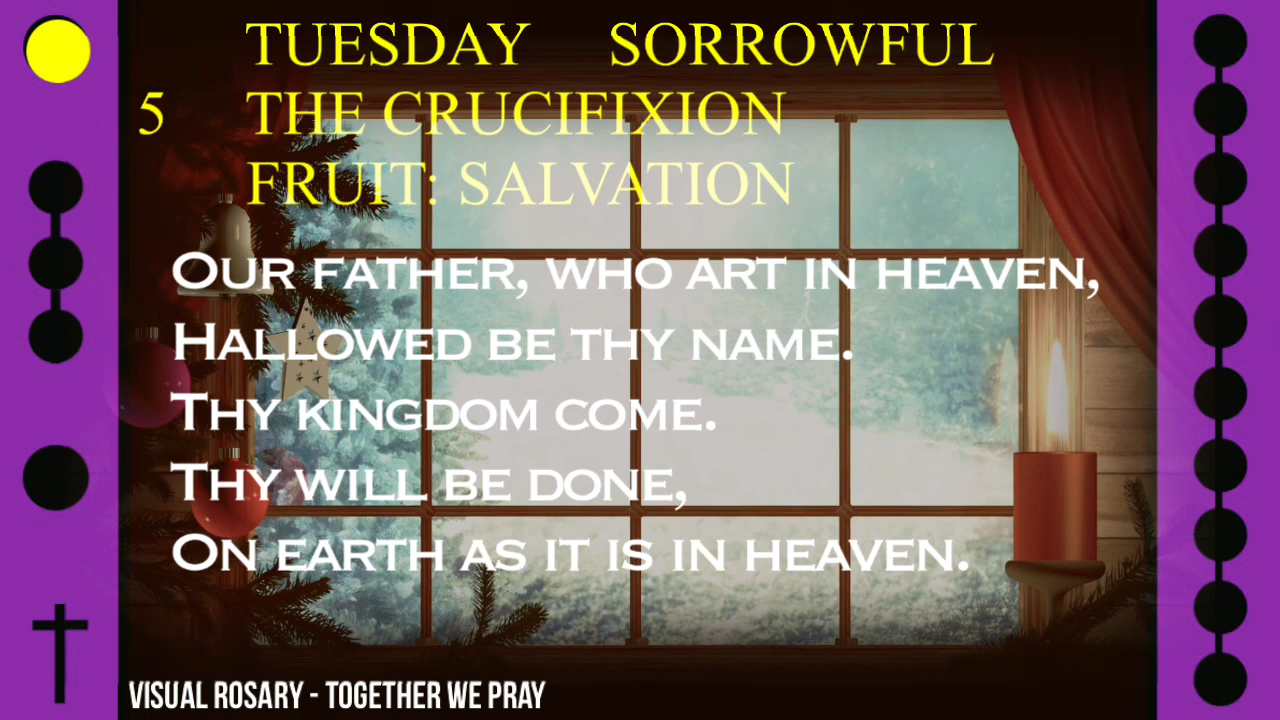 TUESDAY SORROWFUL
5 THE CRUCIFIXION
FRUIT: SALVATION
OUR FATHER, WHO ART IN HEAVEN,
HALLOWED BE THY NAME.
THY KINGDOM COME.
THY WILL BE DONE,
ON EARTH AS IT IS IN HEAVEN.
VISUAL ROSARY - TOGETHER WE PRAY